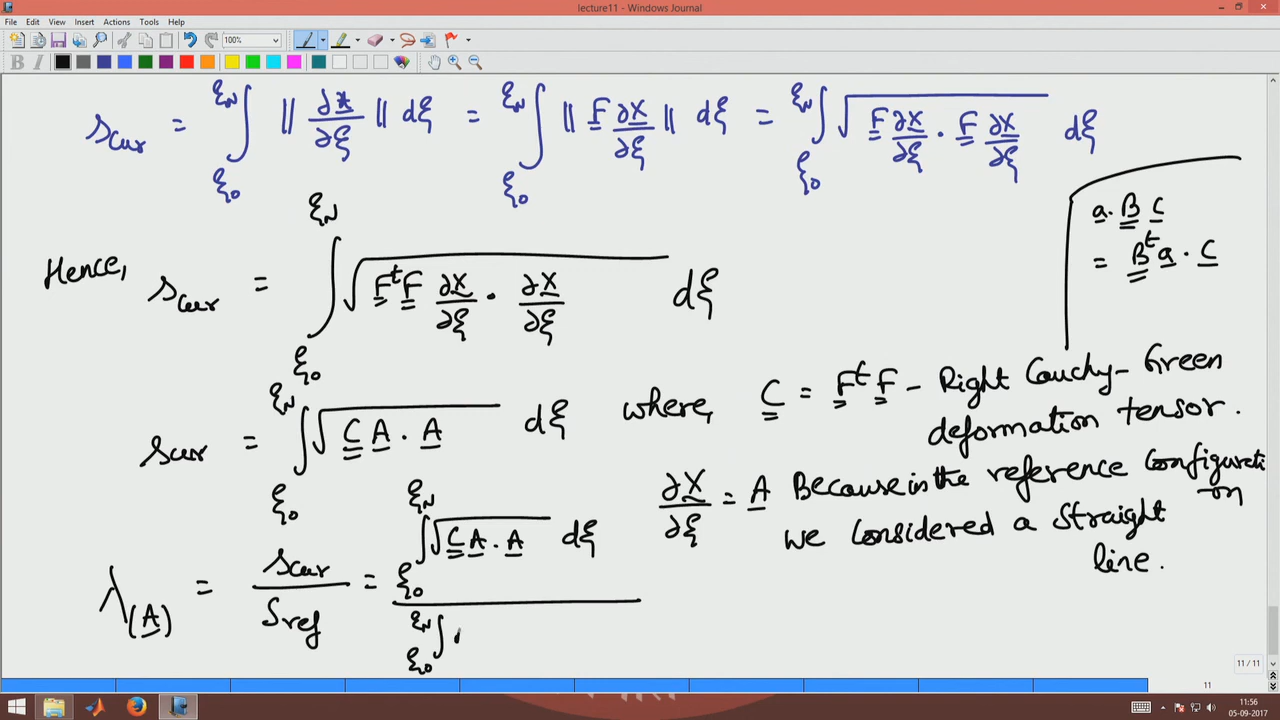 lecture11 - Windows Journal
File Edit View Insert Actions Tools Help
100%
B I
s_cur = ∫_{ξ0}^{ξN} ‖ ∂x/∂ξ ‖ dξ = ∫_{ξ0}^{ξN} ‖ F ∂X/∂ξ ‖ dξ = ∫_{ξ0}^{ξN} √(F ∂X/∂ξ · F ∂X/∂ξ) dξ
a · B C
= B^t a · C
Hence, s_cur = ∫_{ξ0}^{ξN} √(F^t F ∂X/∂ξ · ∂X/∂ξ) dξ
s_cur = ∫_{ξ0}^{ξN} √(C A · A) dξ where, C = F^t F - Right Cauchy-Green
deformation tensor.
∂X/∂ξ = A Because in the reference Configurati
on
we Considered a straight
line.
λ_(A) = s_cur / S_ref = ∫_{ξ0}^{ξN} √(C A · A) dξ / ∫_{ξ0}^{ξN}
11 / 11
11
11:56
05-09-2017